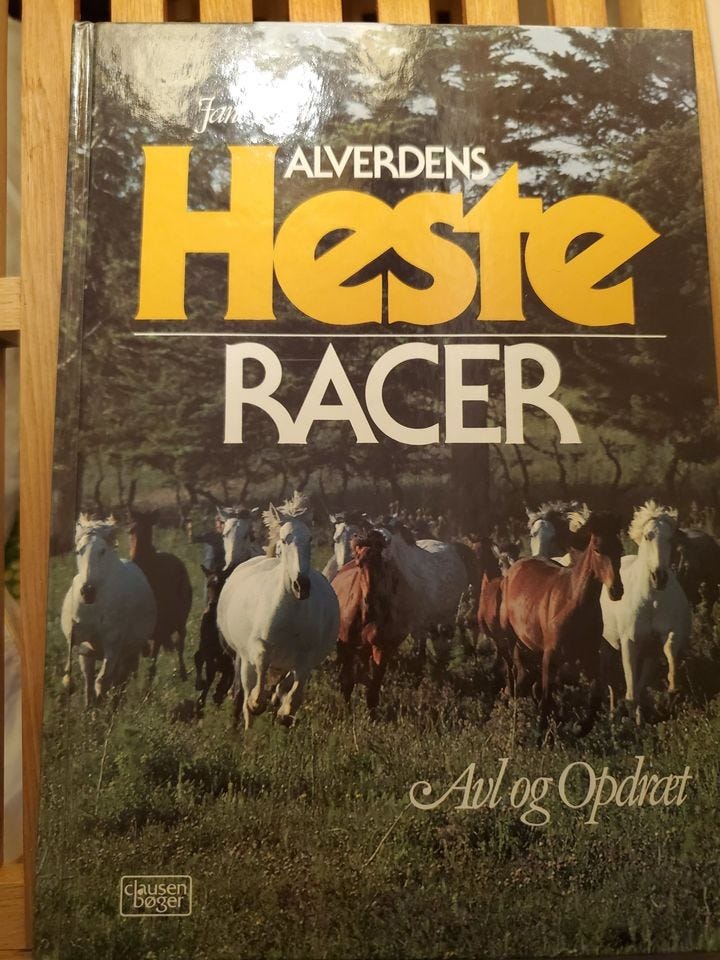 ALVERDENS
Heste
RACER
Avl og Opdræt
clausen
bøger